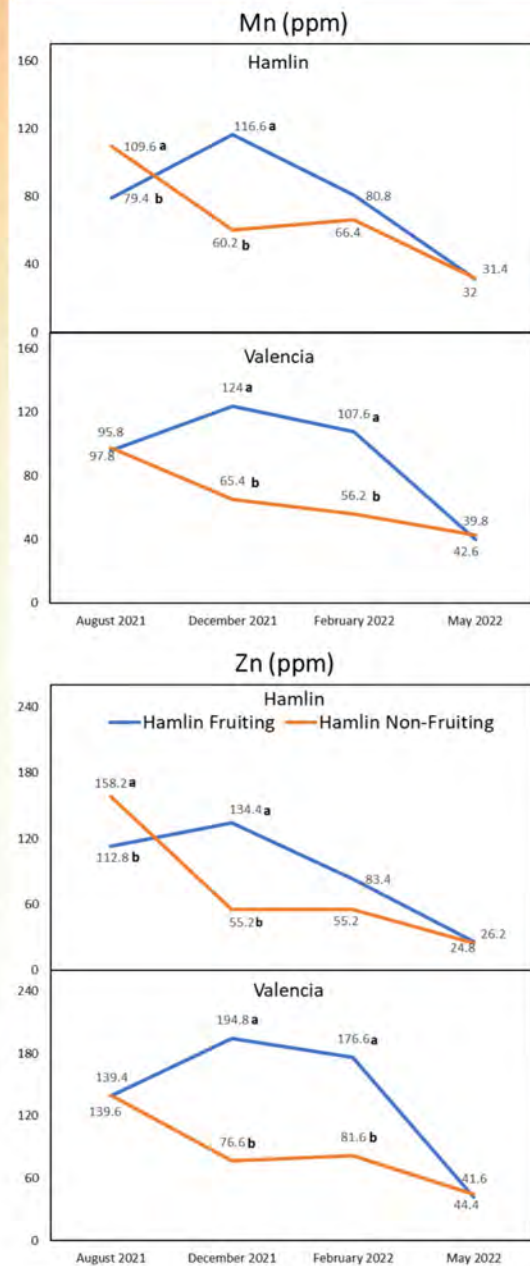 Mn (ppm)
Hamlin
160
120
80
40
0
109.6 a
79.4 b
116.6 a
60.2 b
80.8
66.4
31.4
32
Valencia
160
120
80
40
0
95.8
97.8
124 a
65.4 b
107.6 a
56.2 b
39.8
42.6
August 2021 December 2021 February 2022 May 2022
Zn (ppm)
Hamlin
Hamlin Fruiting Hamlin Non-Fruiting
240
180
120
60
0
158.2 a
112.8 b
134.4 a
55.2 b
83.4
55.2
26.2
24.8
Valencia
240
180
120
60
0
139.4
139.6
194.8 a
76.6 b
176.6 a
81.6 b
41.6
44.4
August 2021 December 2021 February 2022 May 2022